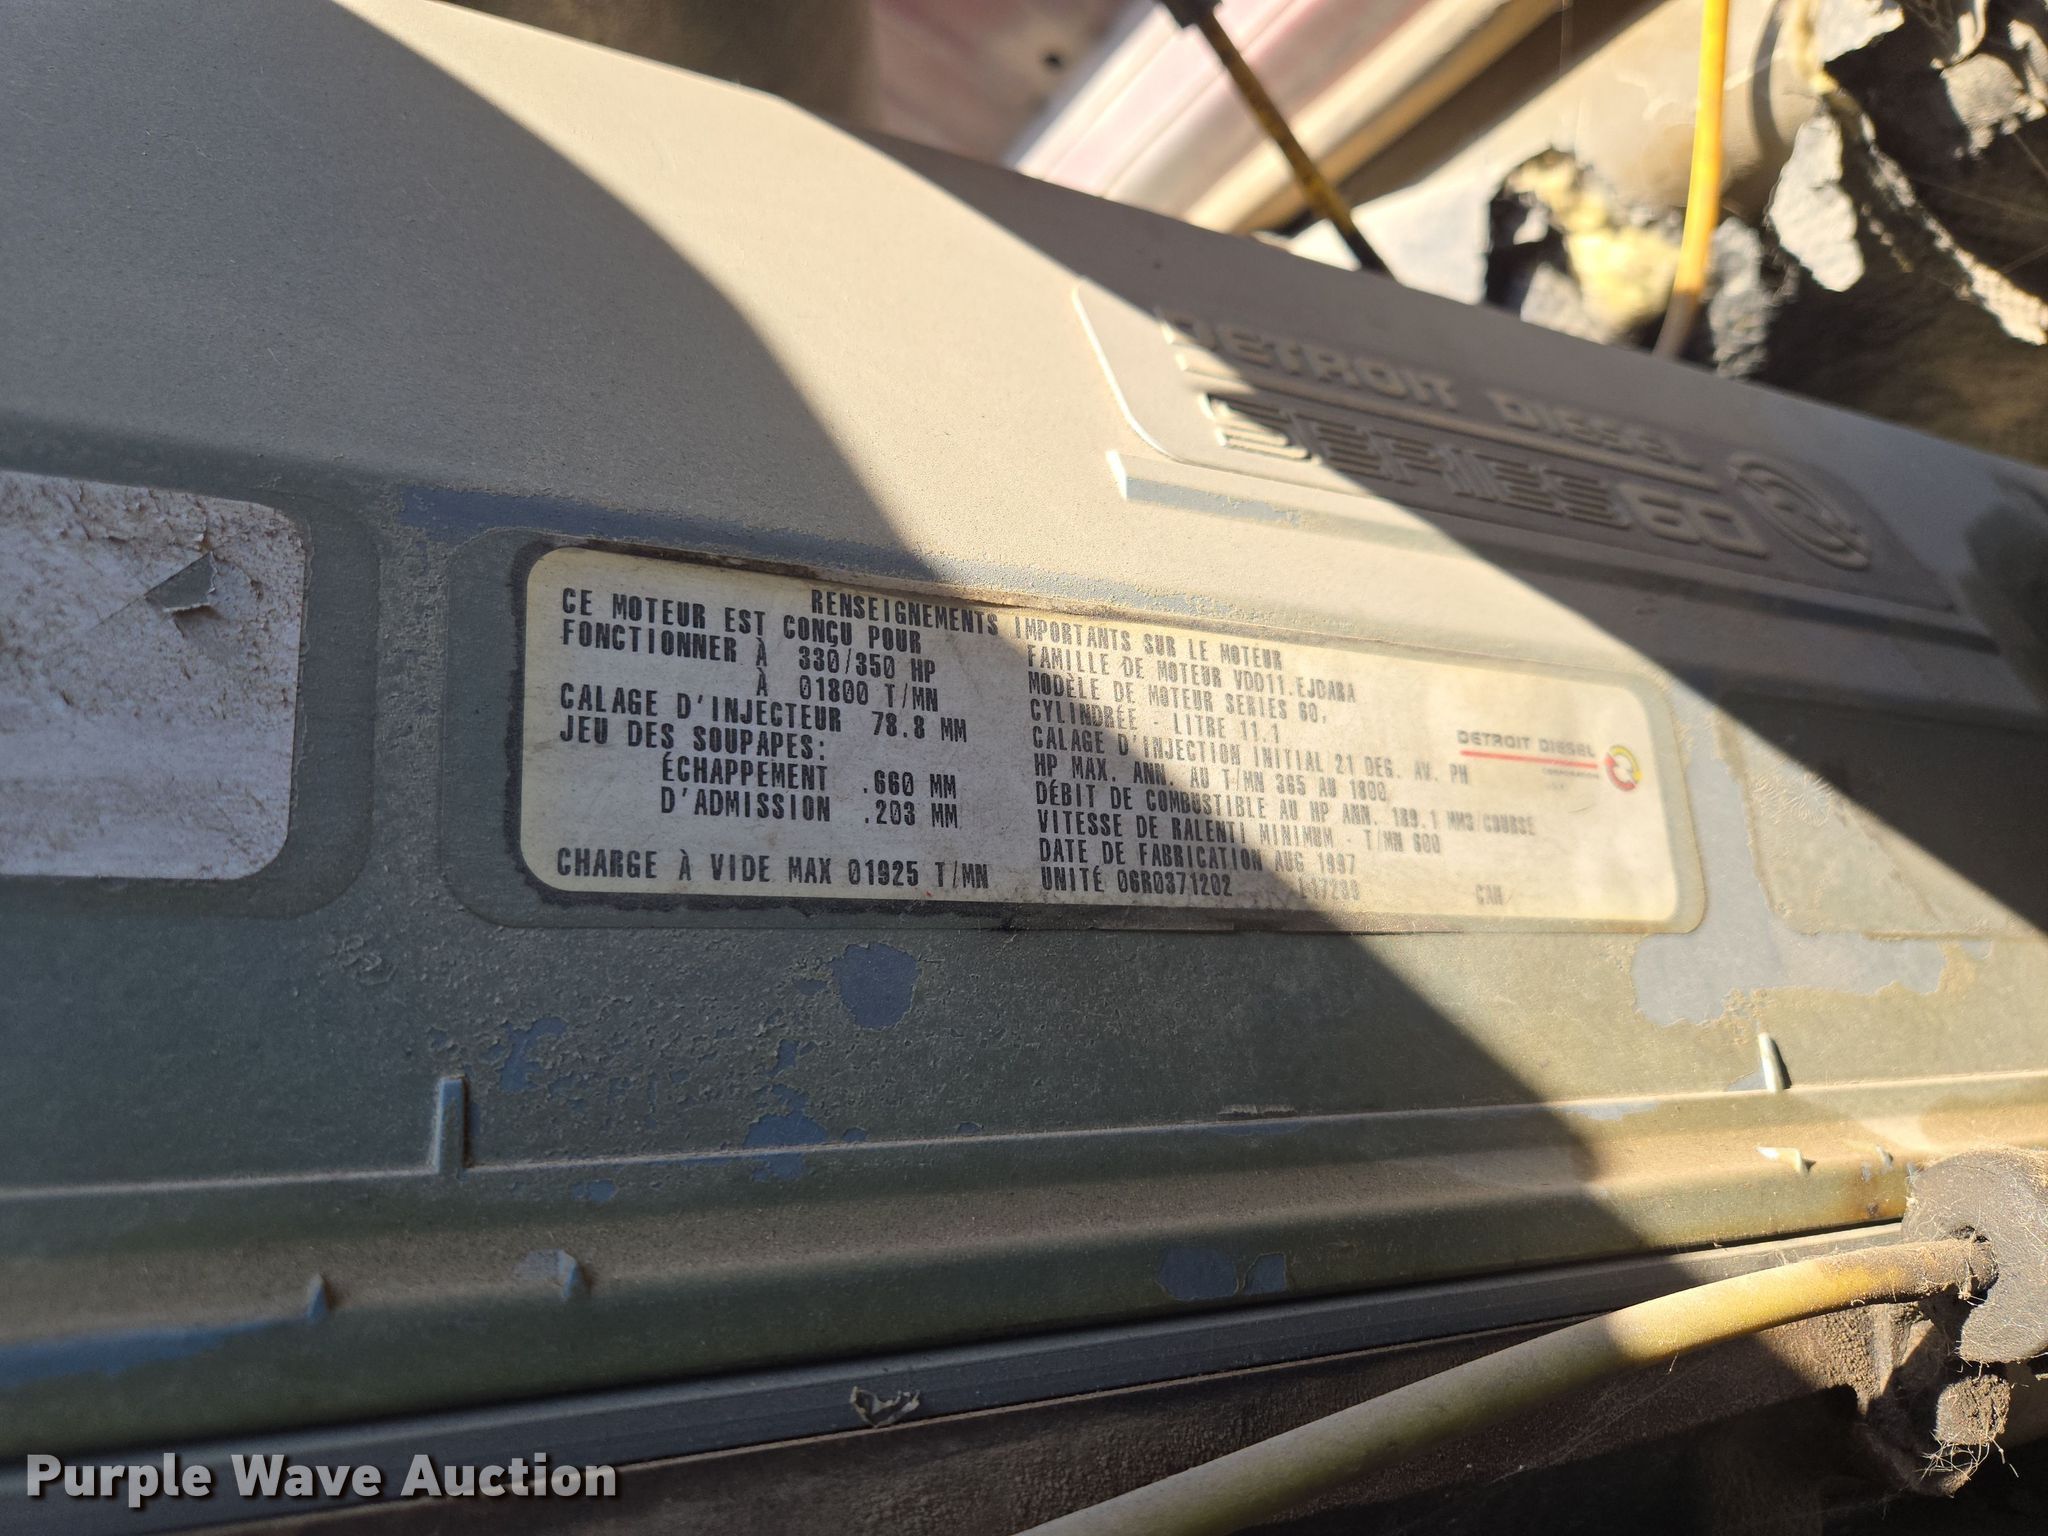 DETROIT DIESEL
SERIES 60
RENSEIGNEMENTS IMPORTANTS SUR LE MOTEUR
CE MOTEUR EST CONÇU POUR
FONCTIONNER À 330/350 HP
À 01800 T/MN
CALAGE D'INJECTEUR 78.8 MM
JEU DES SOUPAPES:
ÉCHAPPEMENT .660 MM
D'ADMISSION .203 MM
CHARGE À VIDE MAX 01925 T/MN
FAMILLE DE MOTEUR VDD11.EJDARA
MODÈLE DE MOTEUR SERIES 60,
CYLINDRÉE - LITRE 11.1
CALAGE D'INJECTION INITIAL 21 DEG. AV. PH
HP MAX. ANN. AU T/MN 365 AU 1800
DÉBIT DE COMBUSTIBLE AU HP ANN. 189.1 MM3/COURSE
VITESSE DE RALENTI MINIMUM - T/MN 600
DATE DE FABRICATION AUG 1997
UNITÉ 06R0371202
DETROIT DIESEL
CORPORATION
Purple Wave Auction